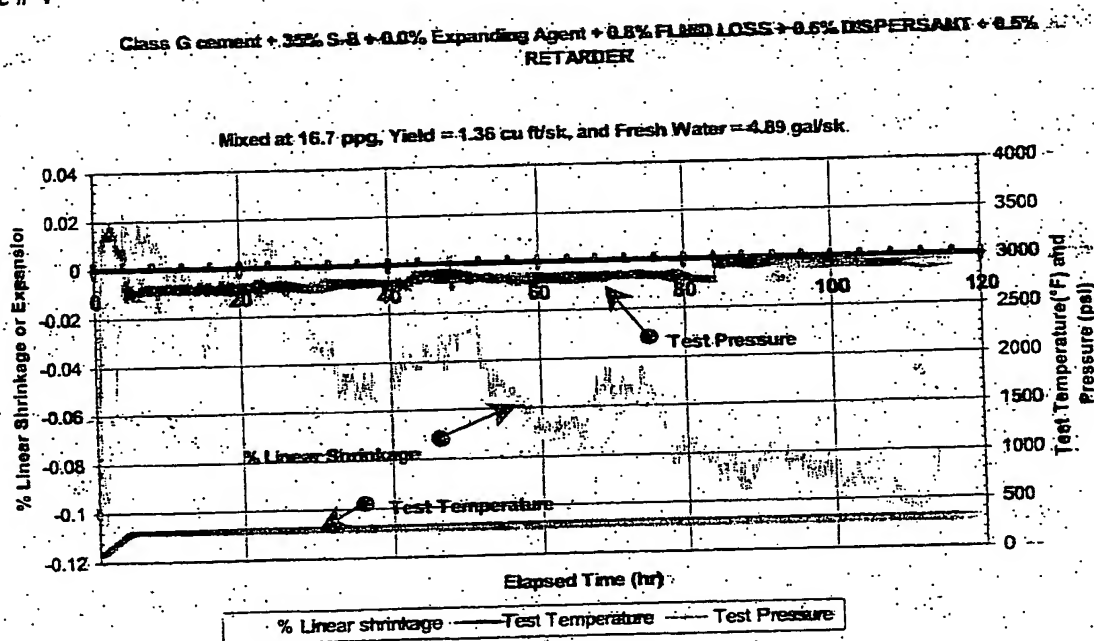 Class G cement + 35% S-8 + 0.0% Expanding Agent + 0.8% FLUID LOSS + 0.5% DISPERSANT + 0.5%
RETARDER
Mixed at 16.7 ppg, Yield = 1.36 cu ft/sk, and Fresh Water = 4.89 gal/sk.
% Linear Shrinkage or Expansion
0.04
0.02
0
-0.02
-0.04
-0.06
-0.08
-0.1
-0.12
0 20 40 60 80 100 120
4000
3500
3000
2500
2000
1500
1000
500
0
Test Temperature(°F) and
Pressure (psi)
Test Pressure
% Linear Shrinkage
Test Temperature
Elapsed Time (hr)
% Linear shrinkage Test Temperature Test Pressure